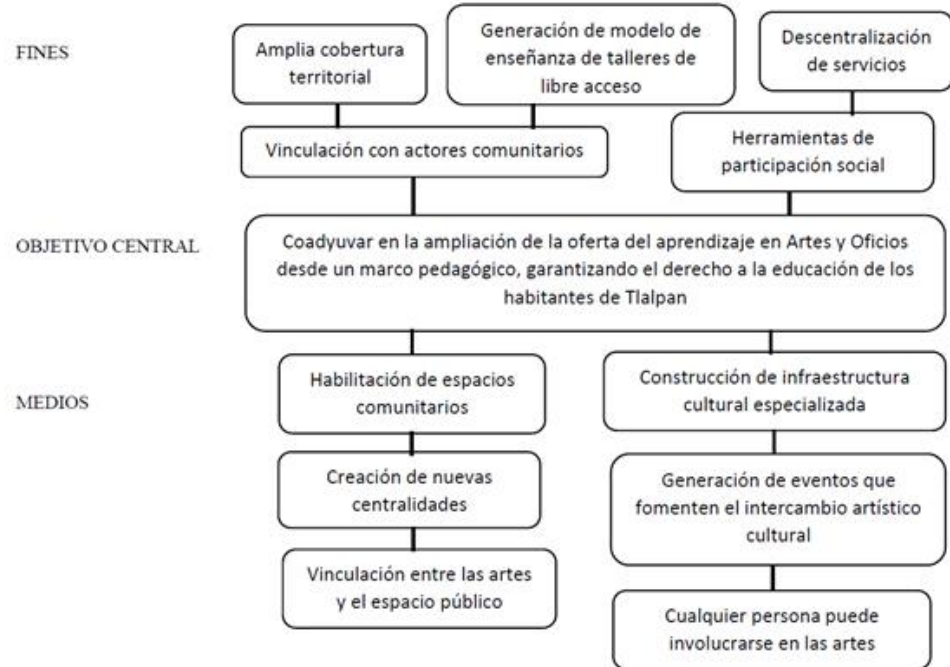 FINES
Amplia cobertura
territorial
Generación de modelo de
enseñanza de talleres de
libre acceso
Descentralización
de servicios
Vinculación con actores comunitarios
Herramientas de
participación social
OBJETIVO CENTRAL
Coadyuvar en la ampliación de la oferta del aprendizaje en Artes y Oficios
desde un marco pedagógico, garantizando el derecho a la educación de los
habitantes de Tlalpan
MEDIOS
Habilitación de espacios
comunitarios
Construcción de infraestructura
cultural especializada
Creación de nuevas
centralidades
Generación de eventos que
fomenten el intercambio artístico
cultural
Vinculación entre las artes
y el espacio público
Cualquier persona puede
involucrarse en las artes